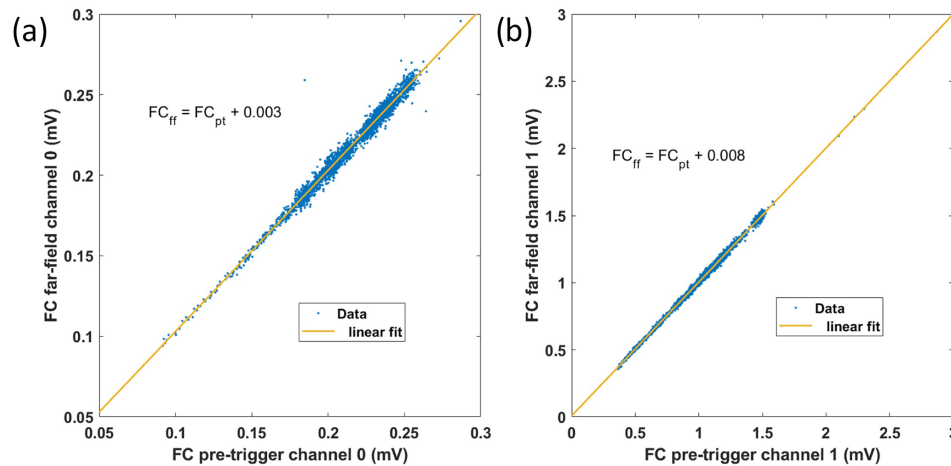 (a)
0.3
0.25
0.2
0.15
0.1
0.05
FC far-field channel 0 (mV)
FC_ff = FC_pt + 0.003
Data
linear fit
0.05 0.1 0.15 0.2 0.25 0.3
FC pre-trigger channel 0 (mV)
(b)
3
2.5
2
1.5
1
0.5
0
FC far-field channel 1 (mV)
FC_ff = FC_pt + 0.008
Data
linear fit
0 0.5 1 1.5 2 2.5 3
FC pre-trigger channel 1 (mV)